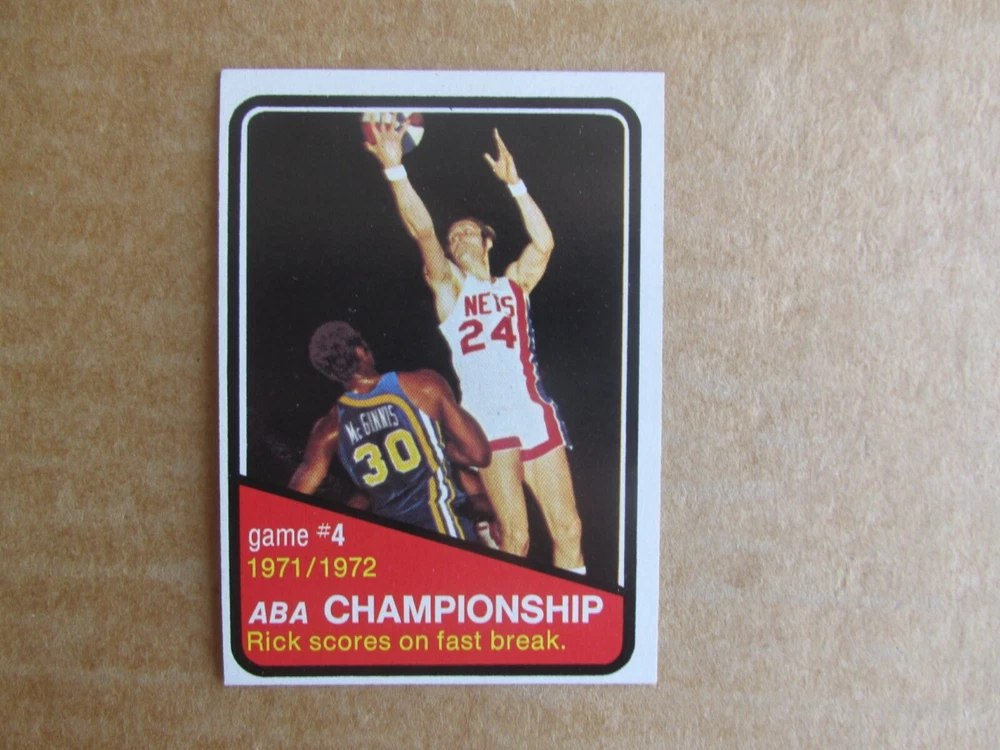 NETS
24
McGINNIS
30
game #4
1971/1972
ABA CHAMPIONSHIP
Rick scores on fast break.